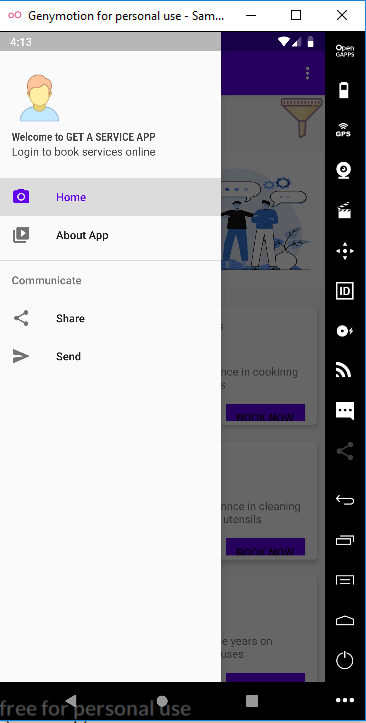 Genymotion for personal use - Sam...
4:13
Open
GAPPS
GPS
Welcome to GET A SERVICE APP
Login to book services online
Home
About App
ID
Communicate
Share
Send
nce in cookinng
s
BOOK NOW
nnce in cleaning
utensils
BOOK NOW
e years on
uses
free for personal use